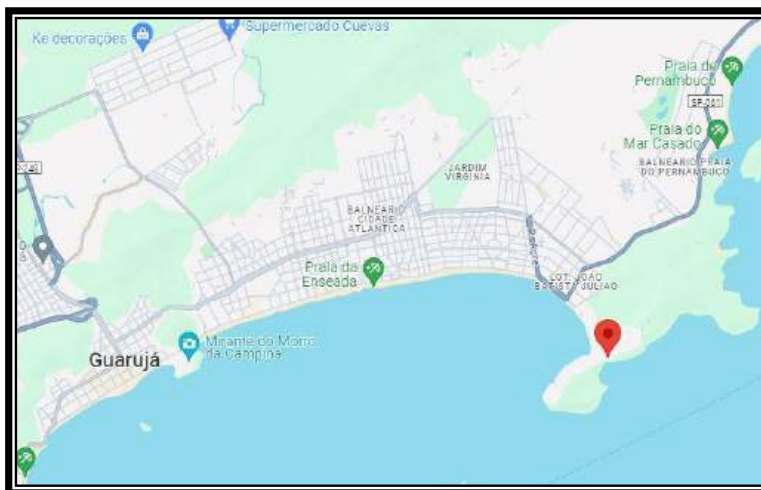 Ke decorações
Supermercado Cuevas
Praia de
Pernambuco
SP-061
Praia do
Mar Casado
BALNEÁRIO PRAIA
DO PERNAMBUCO
JARDIM
VIRGINIA
BALNEARIO
CIDADE
ATLANTICA
Praia da
Enseada
LOT. JOAO
BATISTA JULIAO
Mirante do Morro
da Campina
Guarujá